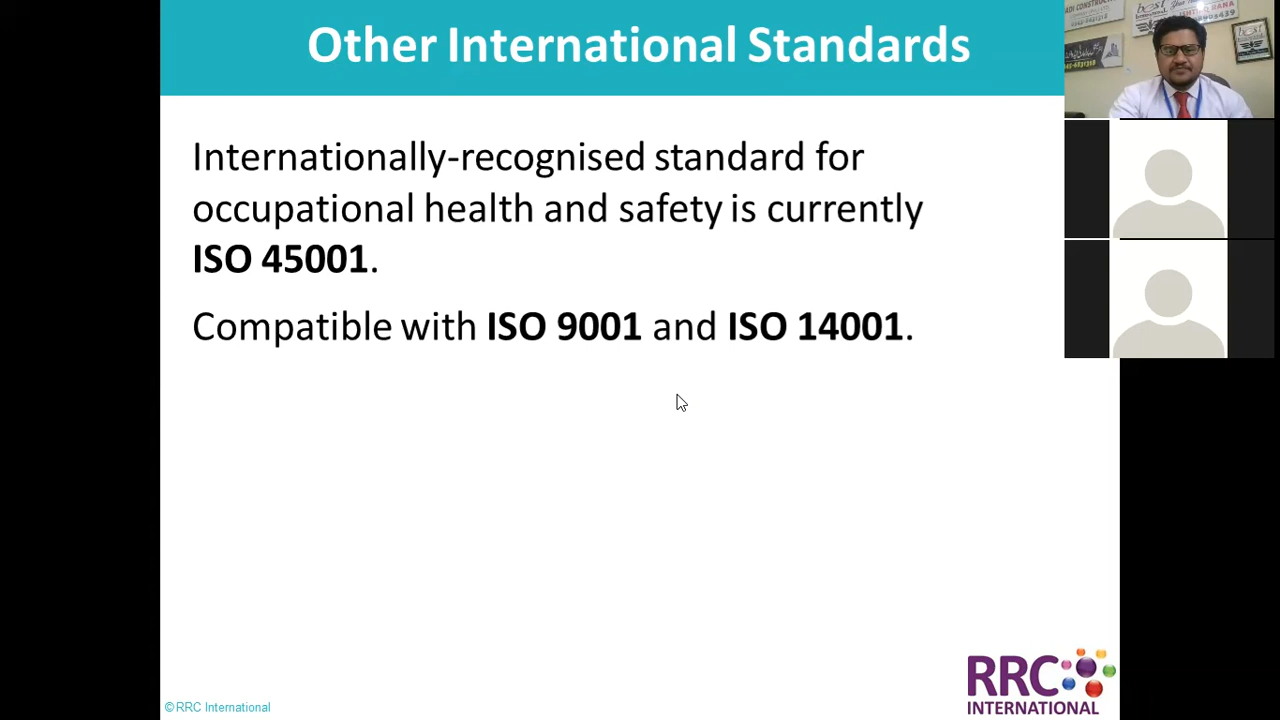 Other International Standards
Internationally-recognised standard for
occupational health and safety is currently
ISO 45001.
Compatible with ISO 9001 and ISO 14001.
© RRC International
RRC
INTERNATIONAL
best